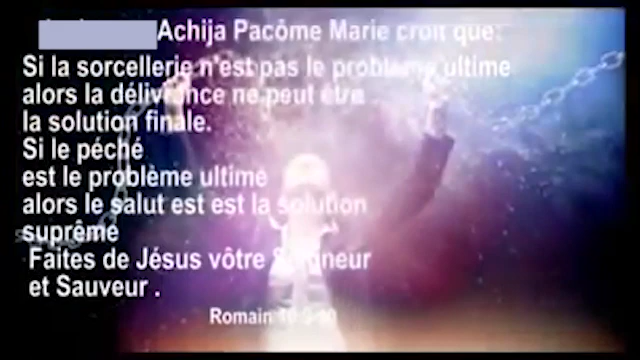 Achija Pacôme Marie croit que:
Si la sorcellerie n'est pas le problème ultime
alors la délivrance ne peut être
la solution finale.
Si le péché
est le problème ultime
alors le salut est est la solution
suprême
Faites de Jésus vôtre Seigneur
et Sauveur .
Romain